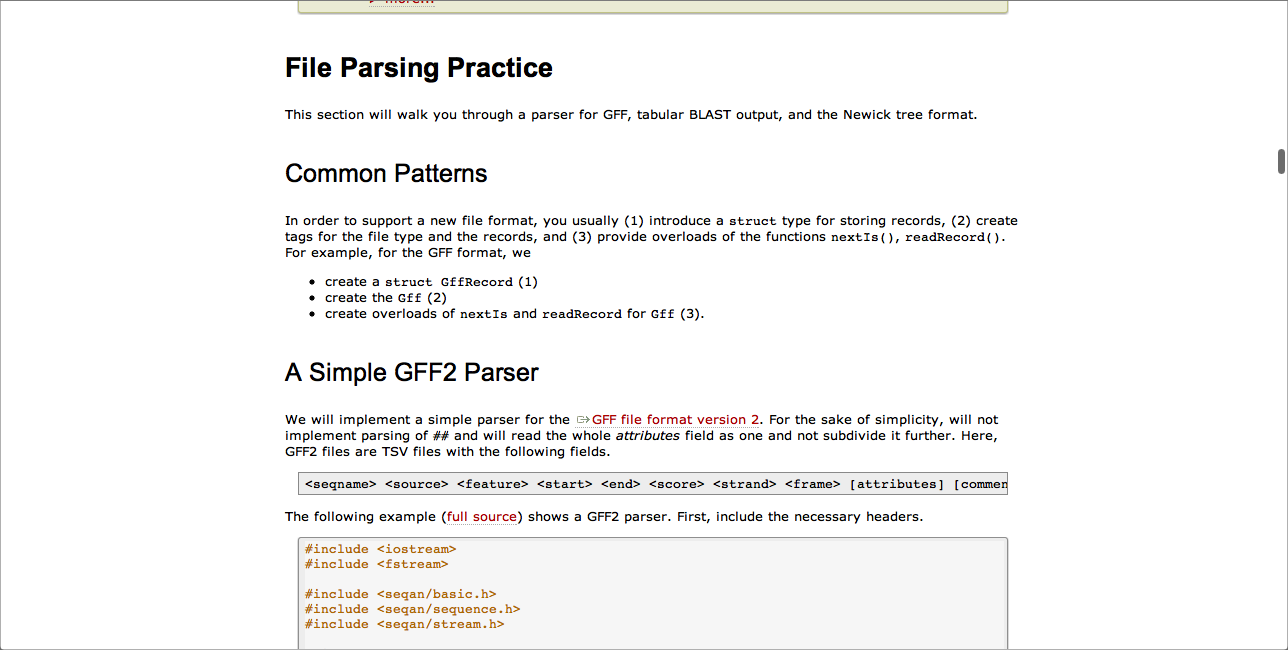 more...
File Parsing Practice
This section will walk you through a parser for GFF, tabular BLAST output, and the Newick tree format.
Common Patterns
In order to support a new file format, you usually (1) introduce a struct type for storing records, (2) create
tags for the file type and the records, and (3) provide overloads of the functions nextIs(), readRecord().
For example, for the GFF format, we
• create a struct GffRecord (1)
• create the Gff (2)
• create overloads of nextIs and readRecord for Gff (3).
A Simple GFF2 Parser
We will implement a simple parser for the GFF file format version 2. For the sake of simplicity, will not
implement parsing of ## and will read the whole attributes field as one and not subdivide it further. Here,
GFF2 files are TSV files with the following fields.
<seqname> <source> <feature> <start> <end> <score> <strand> <frame> [attributes] [commen
The following example (full source) shows a GFF2 parser. First, include the necessary headers.
#include <iostream>
#include <fstream>
#include <seqan/basic.h>
#include <seqan/sequence.h>
#include <seqan/stream.h>